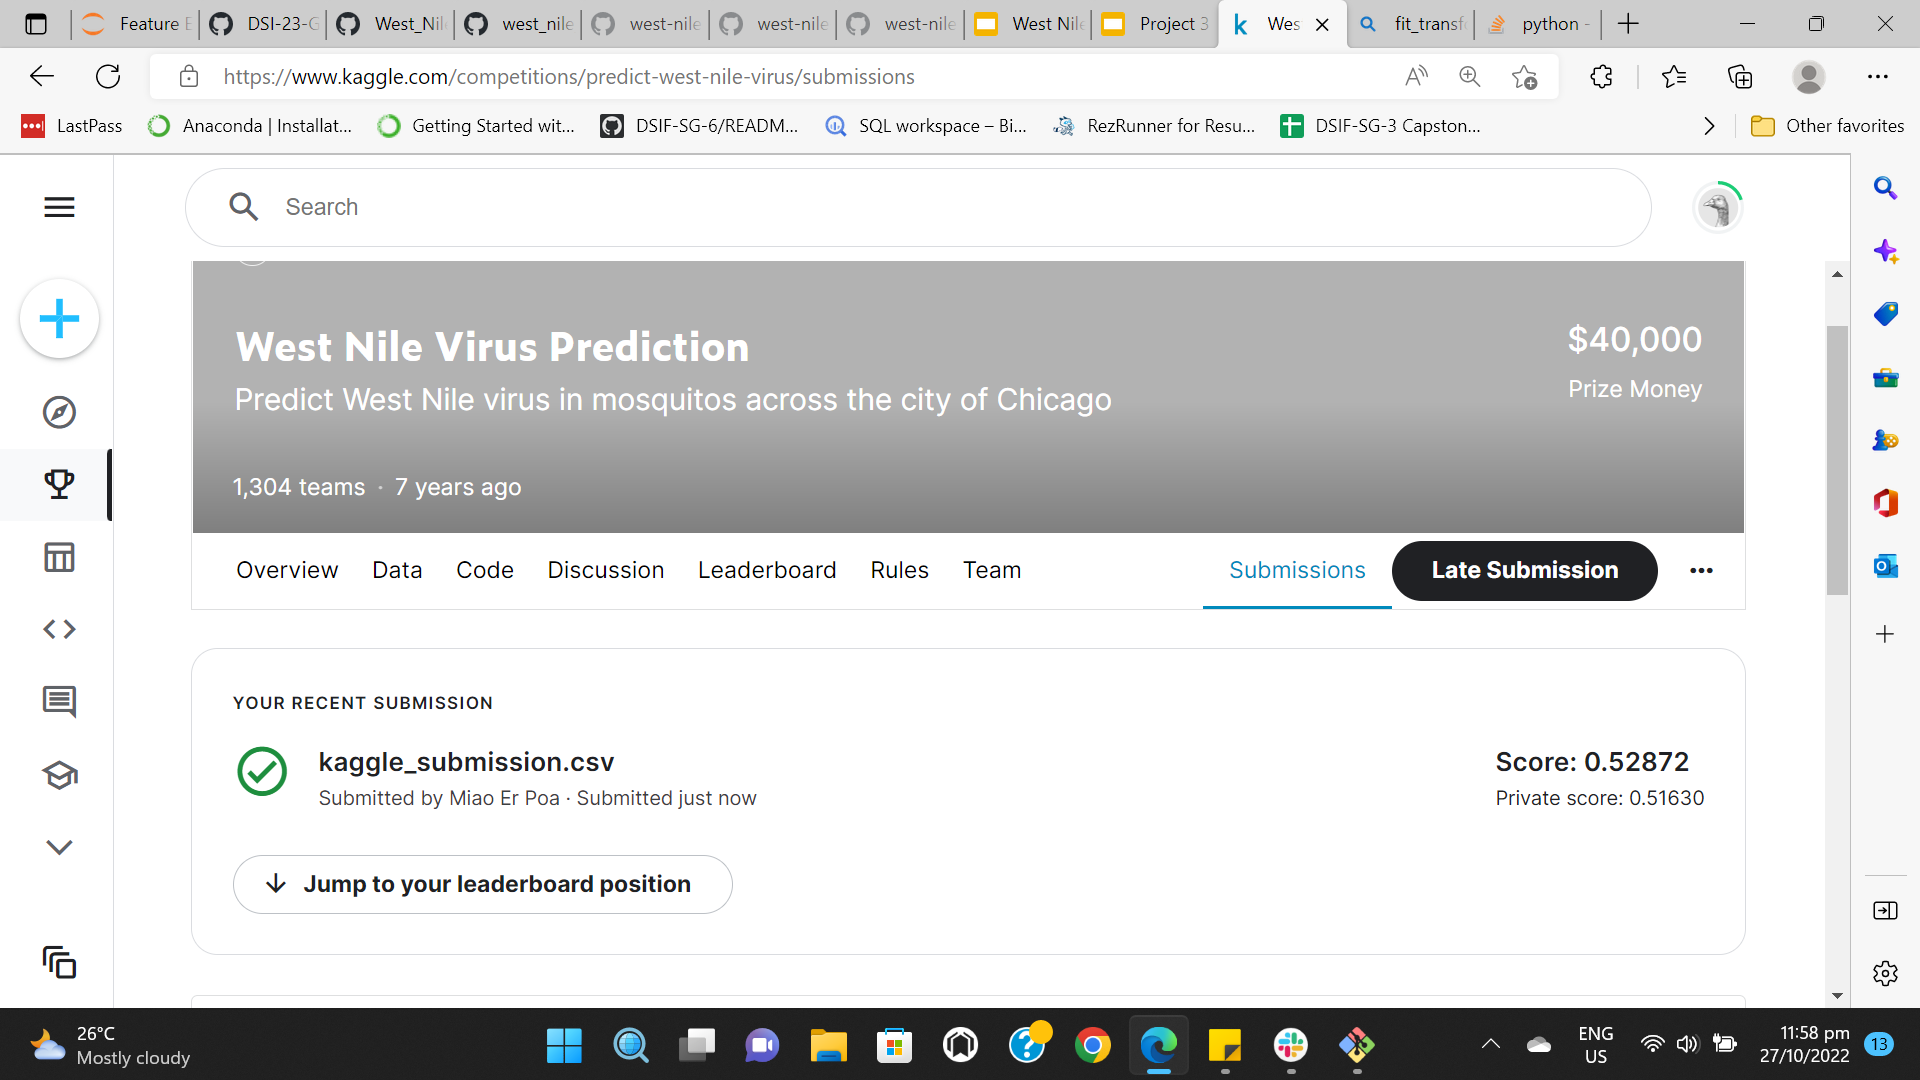 Feature E
DSI-23-G
West_Nil
west_nile
west-nile
west-nile
west-nile
West Nile
Project 3
Wes
fit_transf
python -
https://www.kaggle.com/competitions/predict-west-nile-virus/submissions
LastPass
Anaconda | Installat...
Getting Started wit...
DSIF-SG-6/READM...
SQL workspace – Bi...
RezRunner for Resu...
DSIF-SG-3 Capston...
Other favorites
Search
West Nile Virus Prediction
$40,000
Predict West Nile virus in mosquitos across the city of Chicago
Prize Money
1,304 teams · 7 years ago
Overview Data Code Discussion Leaderboard Rules Team Submissions Late Submission
YOUR RECENT SUBMISSION
kaggle_submission.csv
Score: 0.52872
Submitted by Miao Er Poa · Submitted just now
Private score: 0.51630
Jump to your leaderboard position
26°C
Mostly cloudy
ENG
US
11:58 pm
27/10/2022
13